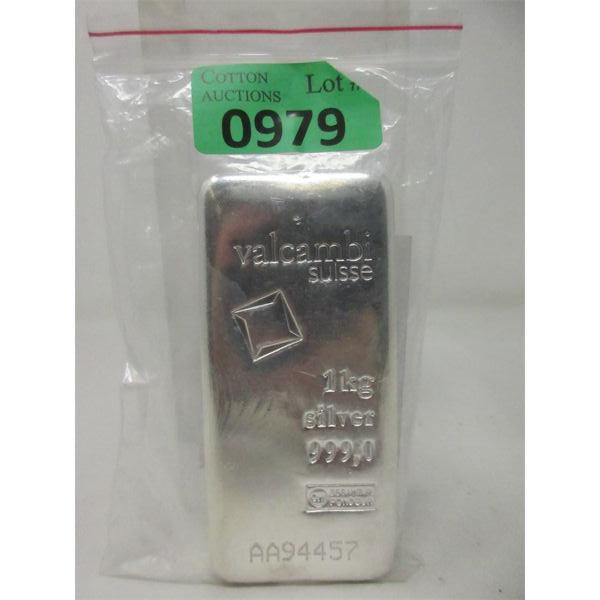 COTTON
AUCTIONS
Lot
0979
valcambi
suisse
1kg
silver
999,0
AA94457